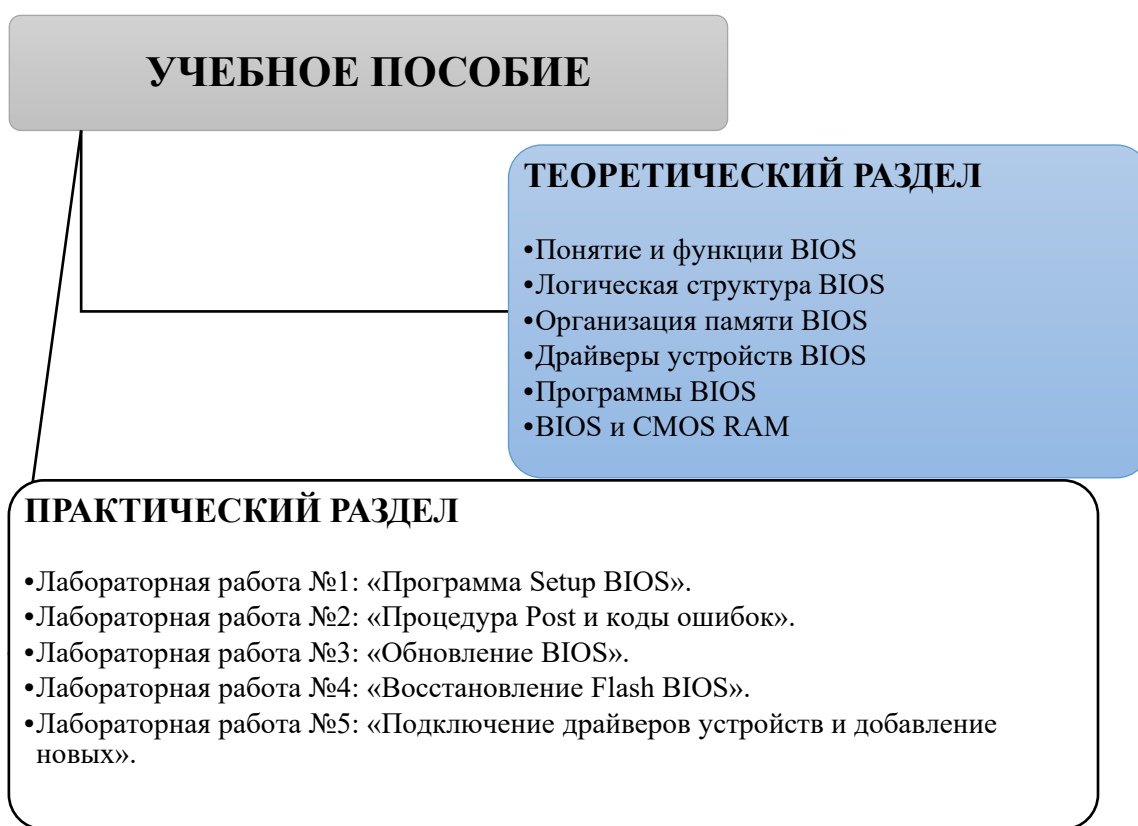 УЧЕБНОЕ ПОСОБИЕ
ТЕОРЕТИЧЕСКИЙ РАЗДЕЛ
•Понятие и функции BIOS
•Логическая структура BIOS
•Организация памяти BIOS
•Драйверы устройств BIOS
•Программы BIOS
•BIOS и CMOS RAM
ПРАКТИЧЕСКИЙ РАЗДЕЛ
•Лабораторная работа №1: «Программа Setup BIOS».
•Лабораторная работа №2: «Процедура Post и коды ошибок».
•Лабораторная работа №3: «Обновление BIOS».
•Лабораторная работа №4: «Восстановление Flash BIOS».
•Лабораторная работа №5: «Подключение драйверов устройств и добавление
новых».